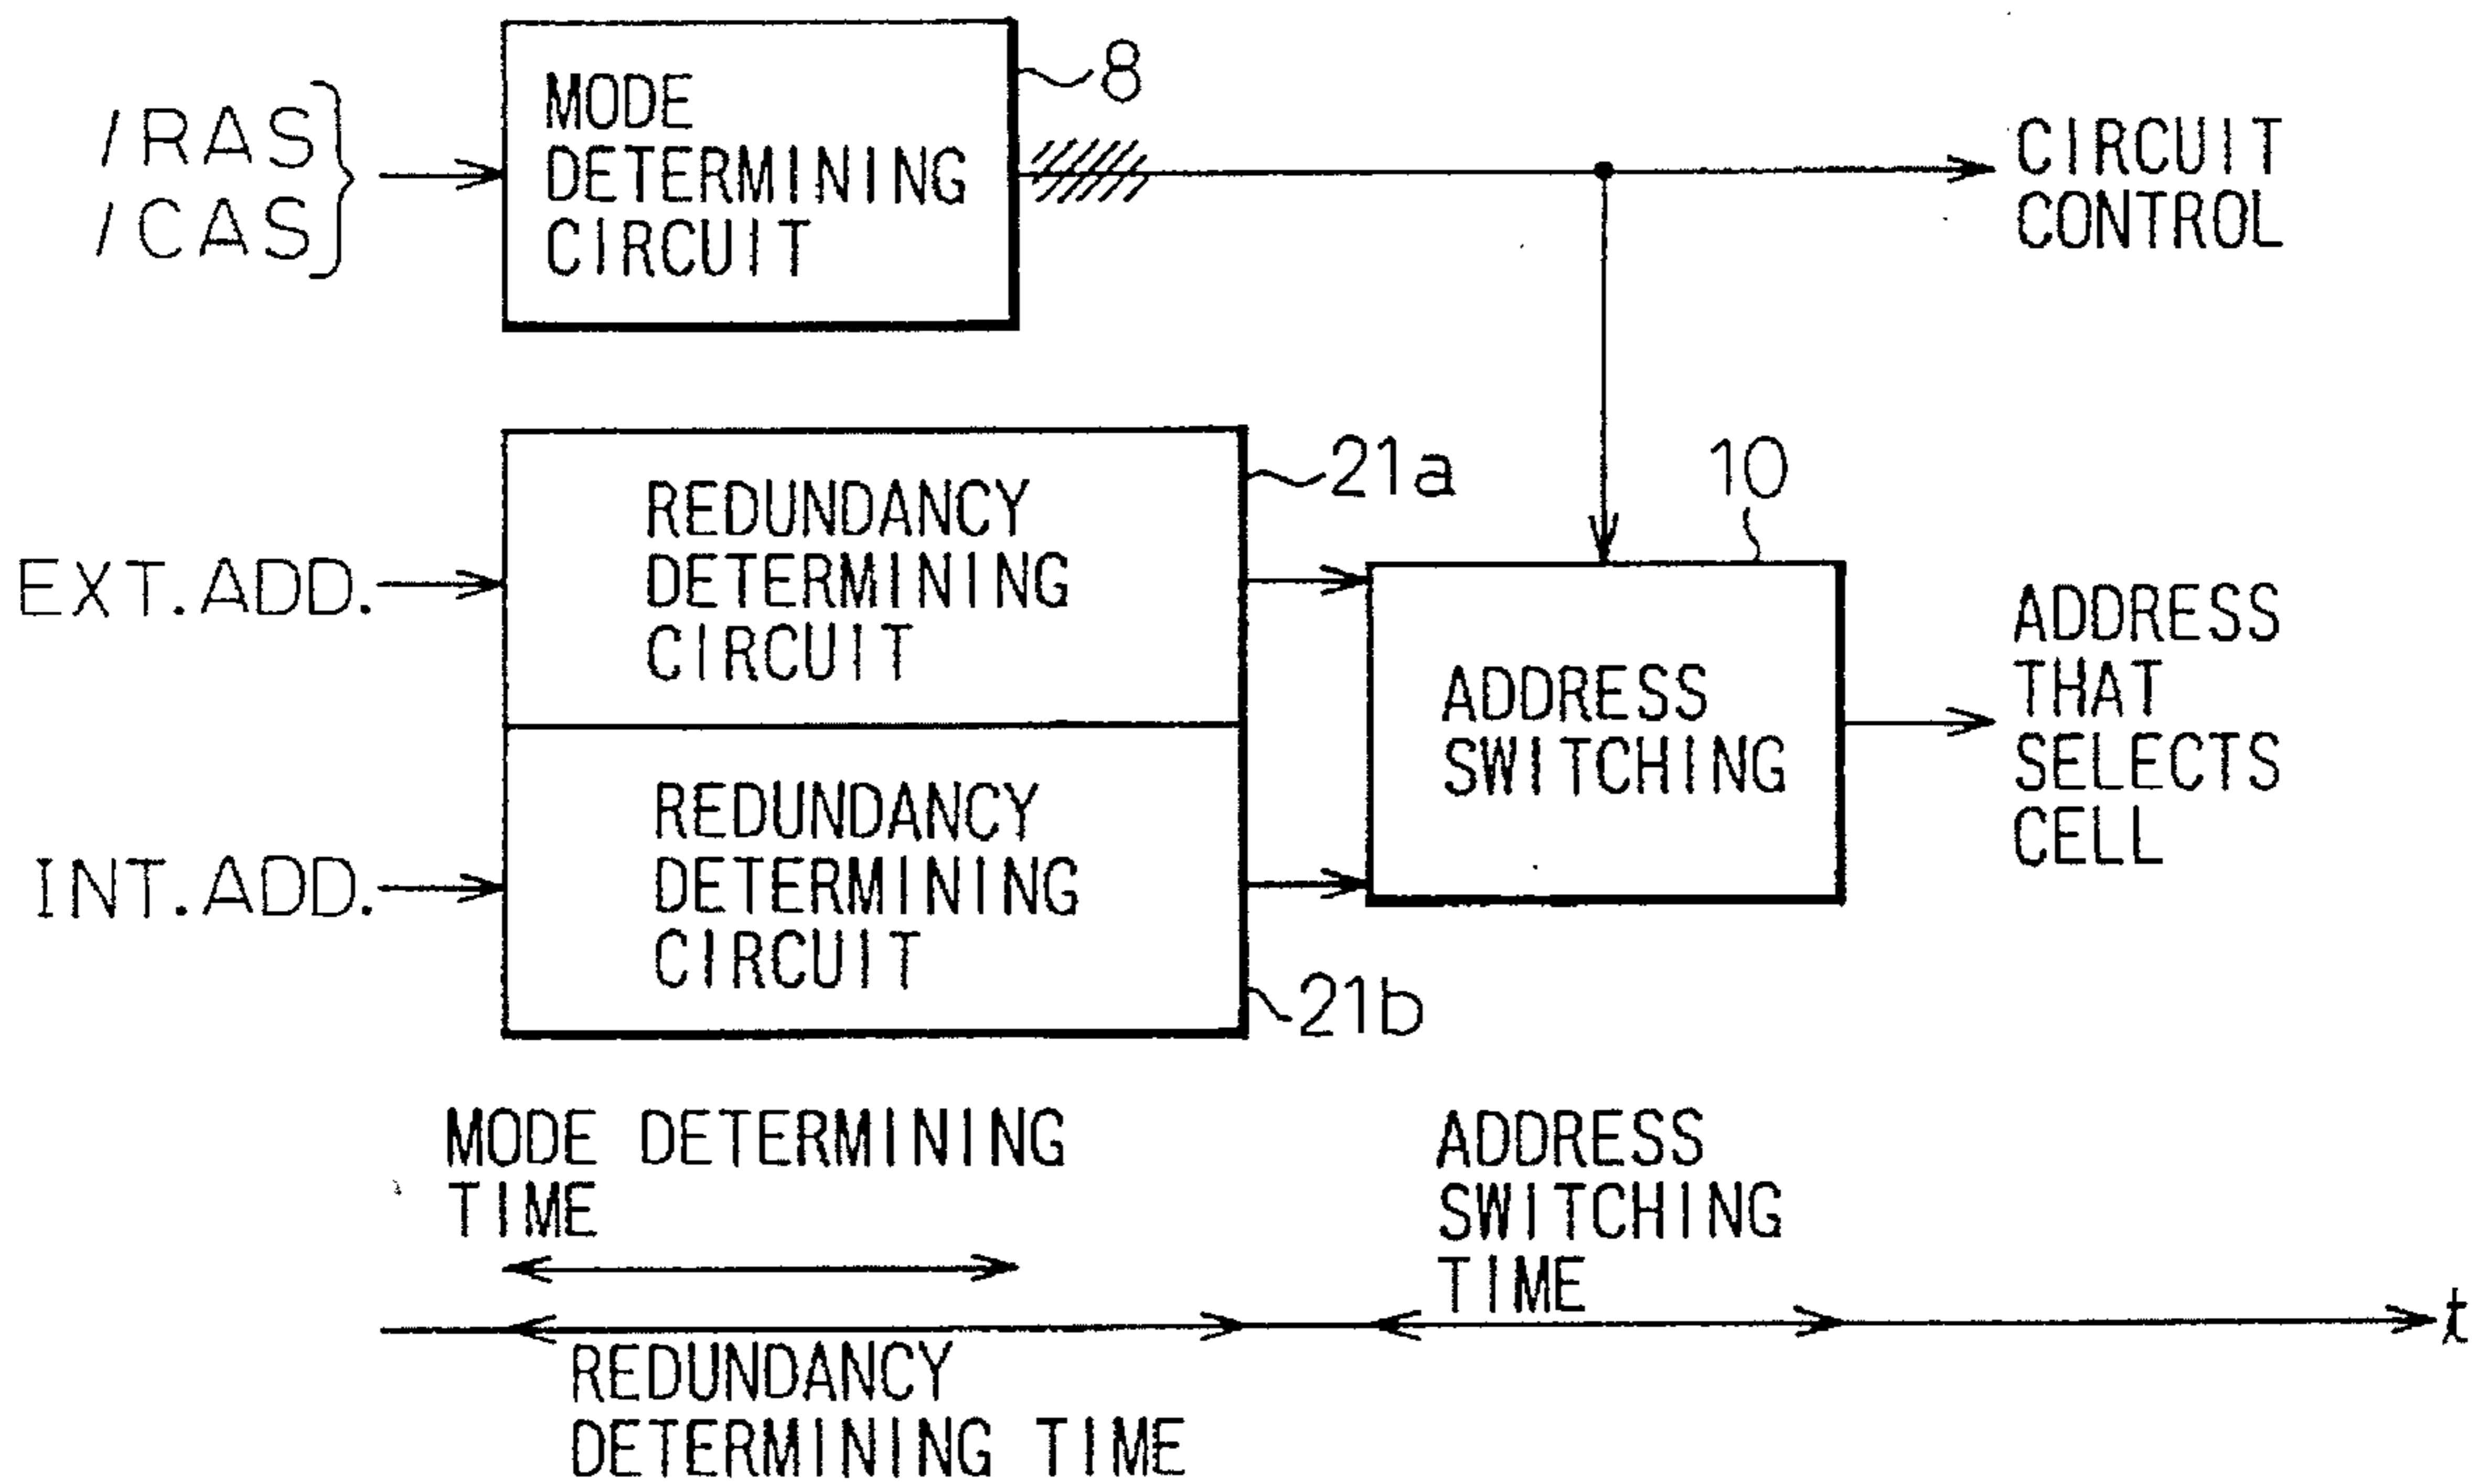 /RAS
/CAS
MODE
DETERMINING
CIRCUIT
8
CIRCUIT
CONTROL
EXT.ADD.
REDUNDANCY
DETERMINING
CIRCUIT
21a
INT.ADD.
REDUNDANCY
DETERMINING
CIRCUIT
21b
10
ADDRESS
SWITCHING
ADDRESS
THAT
SELECTS
CELL
MODE DETERMINING
TIME
ADDRESS
SWITCHING
TIME
REDUNDANCY
DETERMINING TIME
t